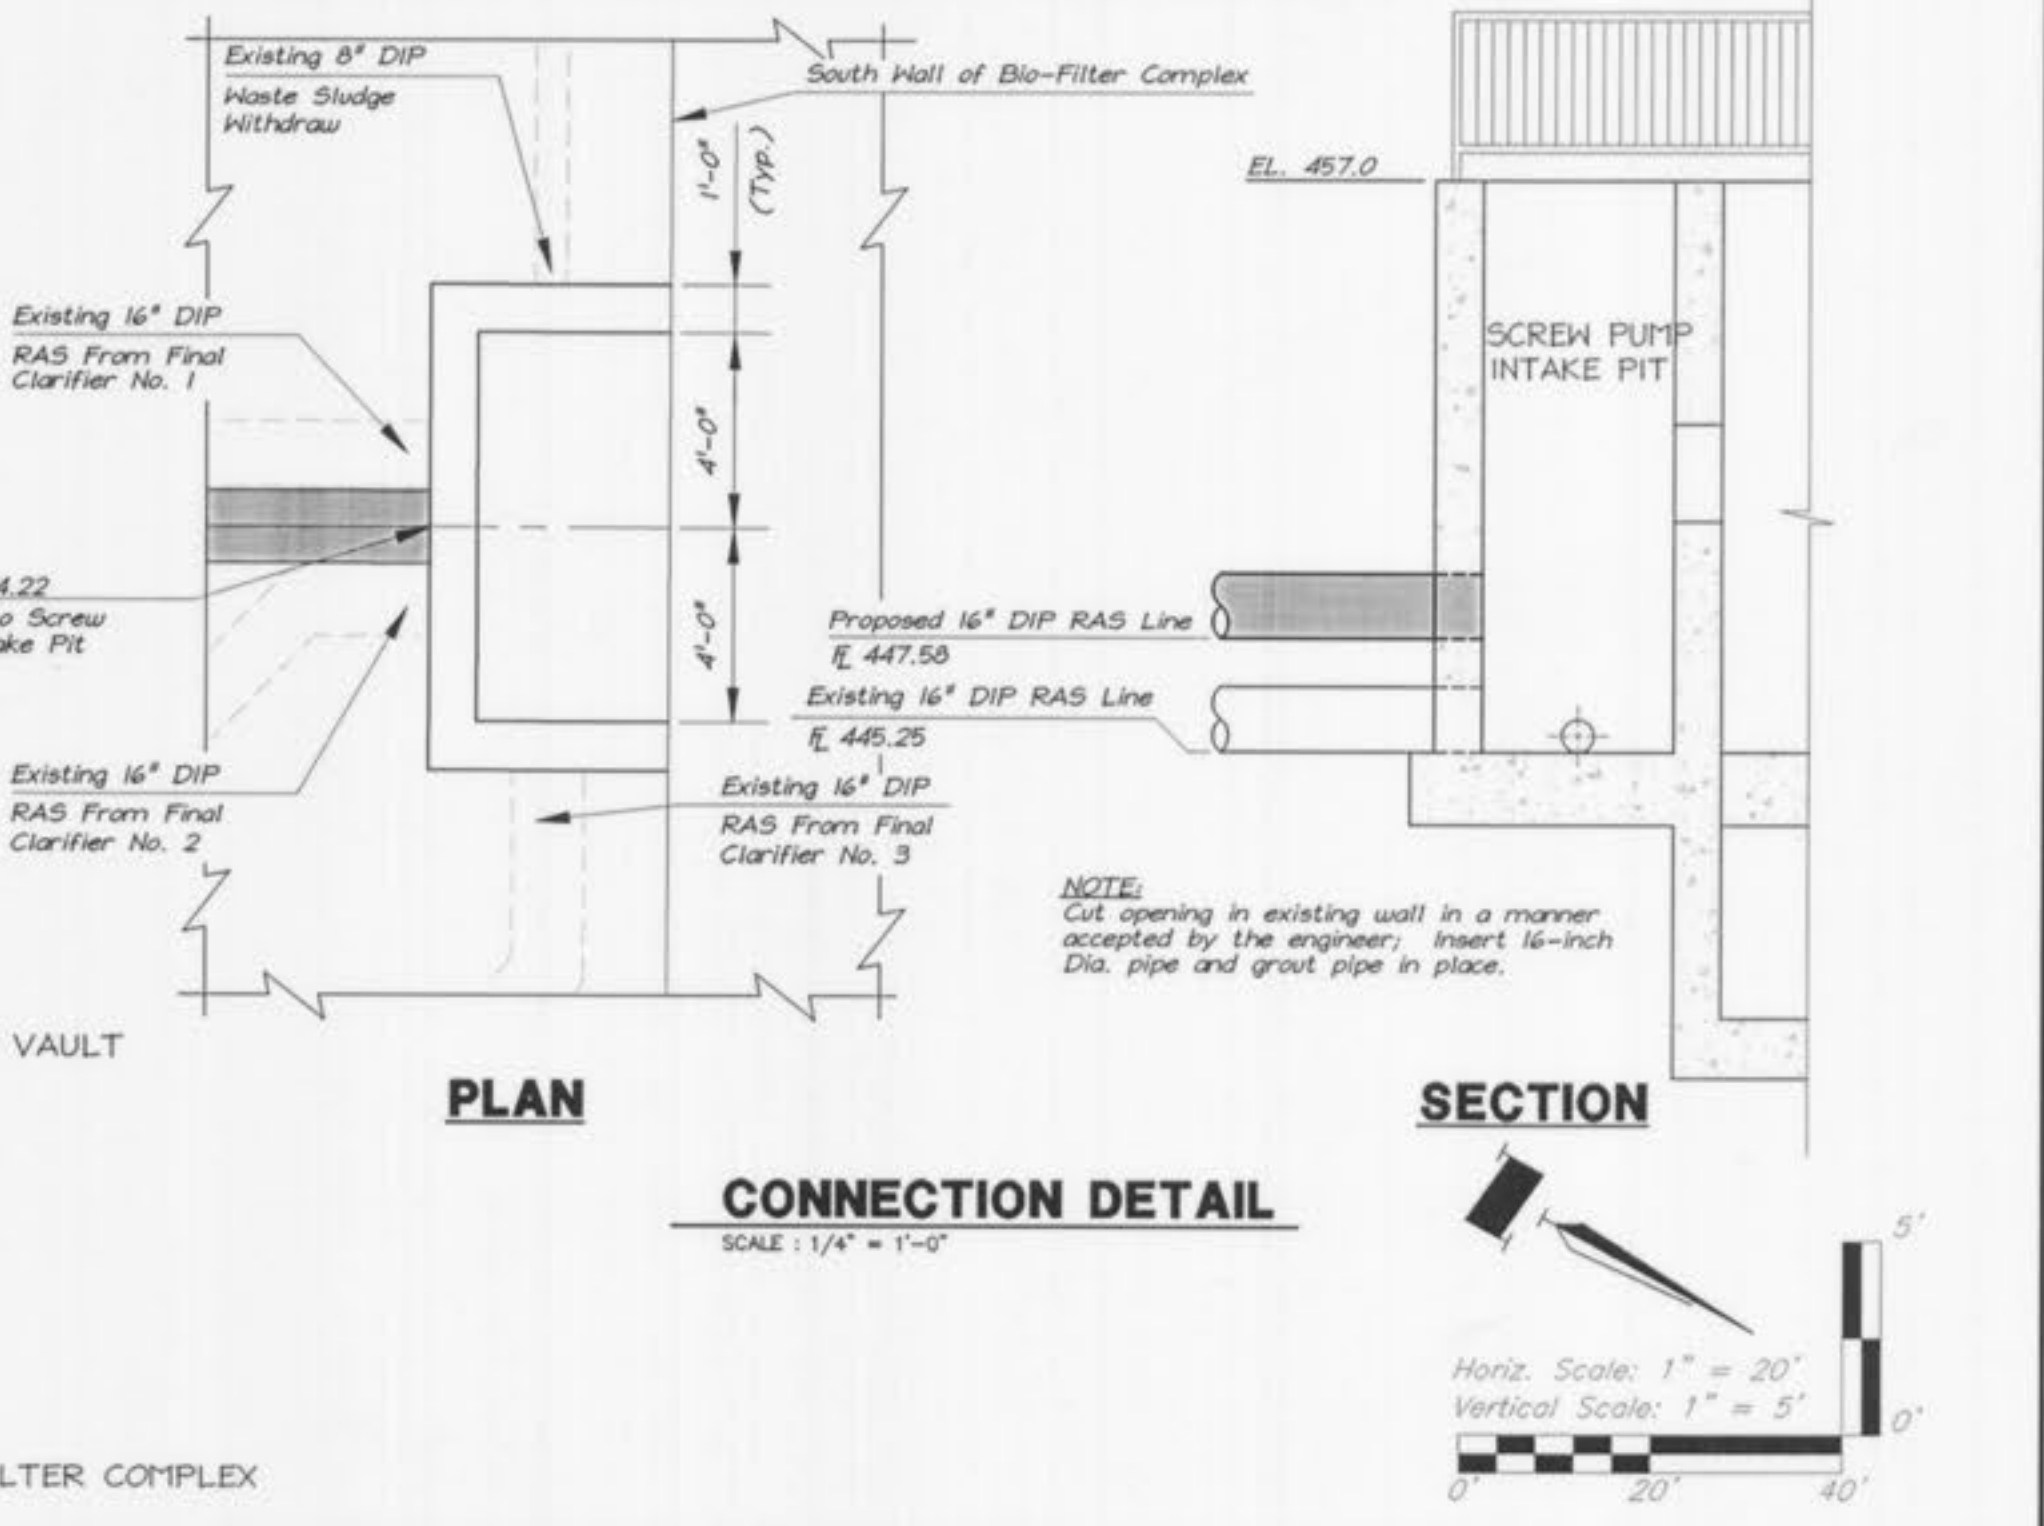 Existing 8" DIP
Waste Sludge
Withdraw
South Wall of Bio-Filter Complex
1'-0"
(Typ.)
EL. 457.0
Existing 16" DIP
RAS From Final
Clarifier No. 1
SCREW PUMP
INTAKE PIT
4'-0"
4.22
o Screw
ake Pit
4'-0"
Proposed 16" DIP RAS Line
FL 447.58
Existing 16" DIP RAS Line
FL 445.25
Existing 16" DIP
RAS From Final
Clarifier No. 2
Existing 16" DIP
RAS From Final
Clarifier No. 3
NOTE:
Cut opening in existing wall in a manner
accepted by the engineer; Insert 16-inch
Dia. pipe and grout pipe in place.
VAULT
PLAN
SECTION
CONNECTION DETAIL
SCALE : 1/4" = 1'-0"
5'
Horiz. Scale: 1" = 20'
Vertical Scale: 1" = 5'
0'
0' 20' 40'
LTER COMPLEX